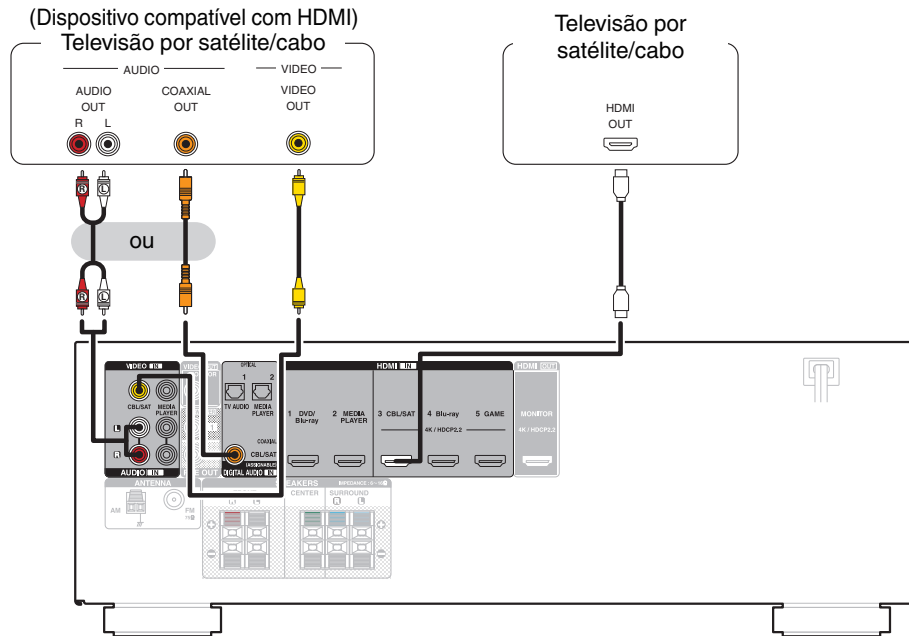 (Dispositivo compatível com HDMI)
Televisão por satélite/cabo
AUDIO
VIDEO
AUDIO
OUT
R L
COAXIAL
OUT
VIDEO
OUT
Televisão por
satélite/cabo
HDMI
OUT
R L
ou
R L
VIDEO IN
CBL/SAT
MEDIA
PLAYER
L
R
AUDIO IN
OPTICAL
1 2
TV AUDIO
MEDIA
PLAYER
COAXIAL
CBL/SAT
(ASSIGNABLE)
DIGITAL AUDIO IN
HDMI IN
1 DVD/
Blu-ray
2 MEDIA
PLAYER
3 CBL/SAT
4 Blu-ray
5 GAME
4K / HDCP2.2
HDMI OUT
MONITOR
4K / HDCP2.2
ANTENNA
AM
FM
CENTER
SURROUND
R L